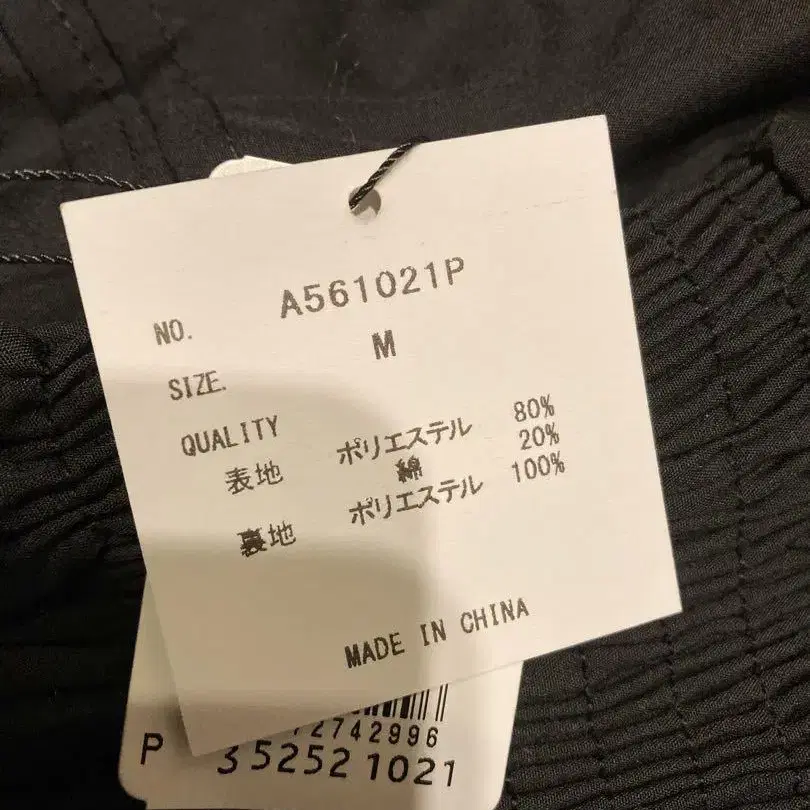 NO. A561021P
SIZE. M
QUALITY
表地 ポリエステル 80%
綿 20%
裏地 ポリエステル 100%
MADE IN CHINA
2742996
P 352521021